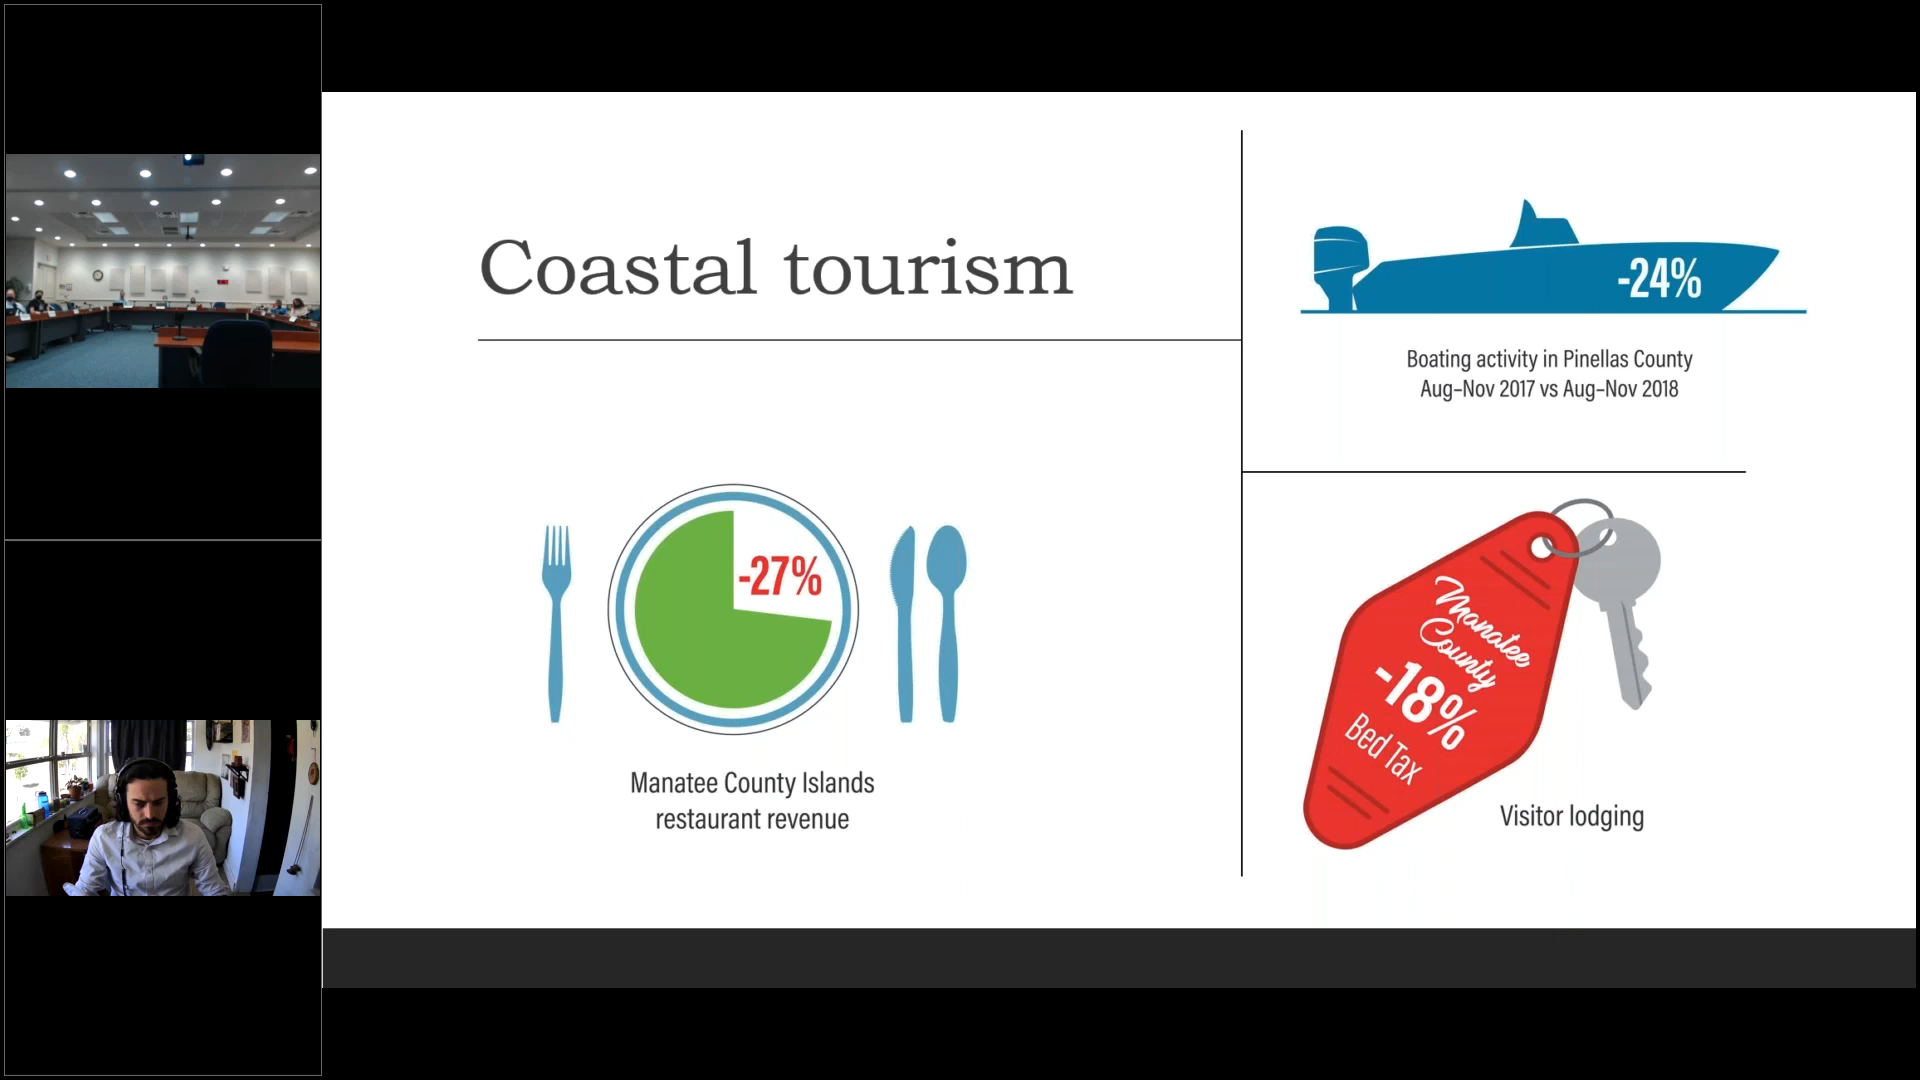 Coastal tourism
-27%
Manatee County Islands
restaurant revenue
-24%
Boating activity in Pinellas County
Aug–Nov 2017 vs Aug–Nov 2018
Manatee
County
-18%
Bed Tax
Visitor lodging